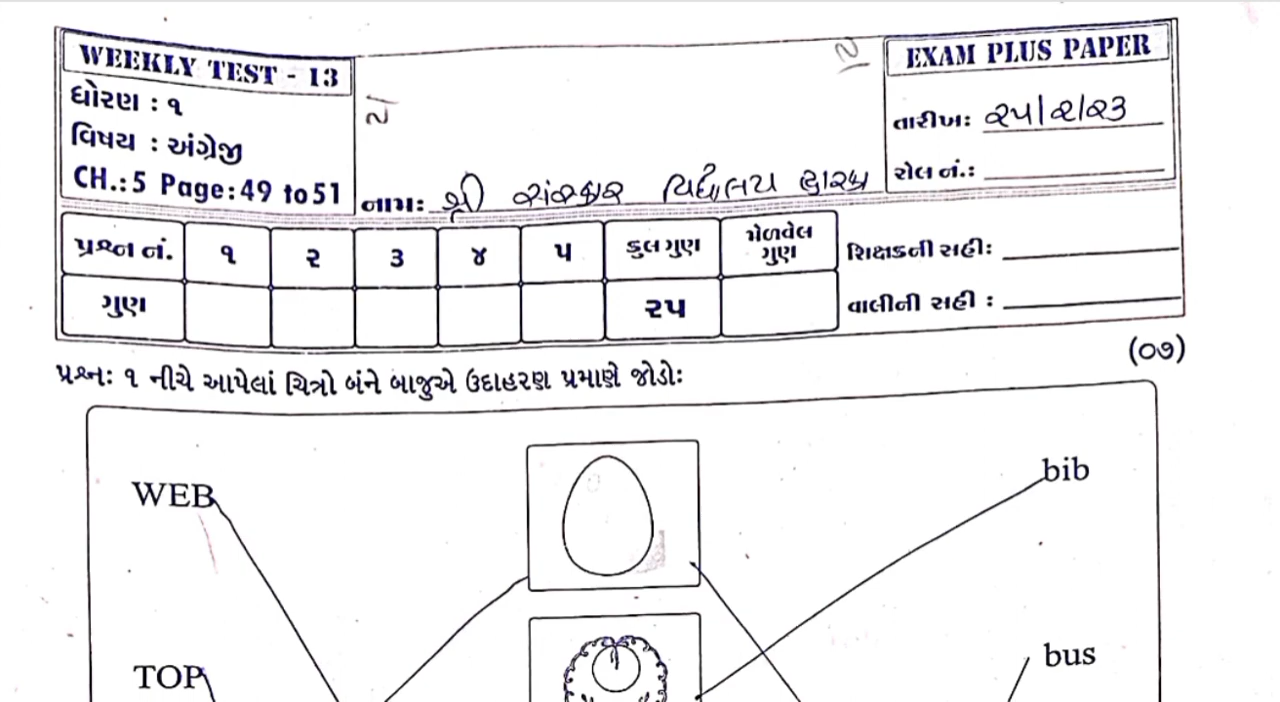 WEEKLY TEST - 13
EXAM PLUS PAPER
ધોરણ : ૧
વિષય : અંગ્રેજી
CH.:5 Page:49 to 51
તારીખઃ ૨૫/૨/૨૩
રોલ નં.:
નામઃ શ્રી સંસ્કાર વિદ્યાલય
પ્રશ્ન નં. ૧ ૨ ૩ ૪ ૫ કુલ ગુણ મેળવેલ ગુણ
શિક્ષકની સહીઃ
ગુણ ૨૫
વાલીની સહી :
(૦૭)
પ્રશ્નઃ ૧ નીચે આપેલાં ચિત્રો બંને બાજુએ ઉદાહરણ પ્રમાણે જોડોઃ
WEB bib
TOP bus